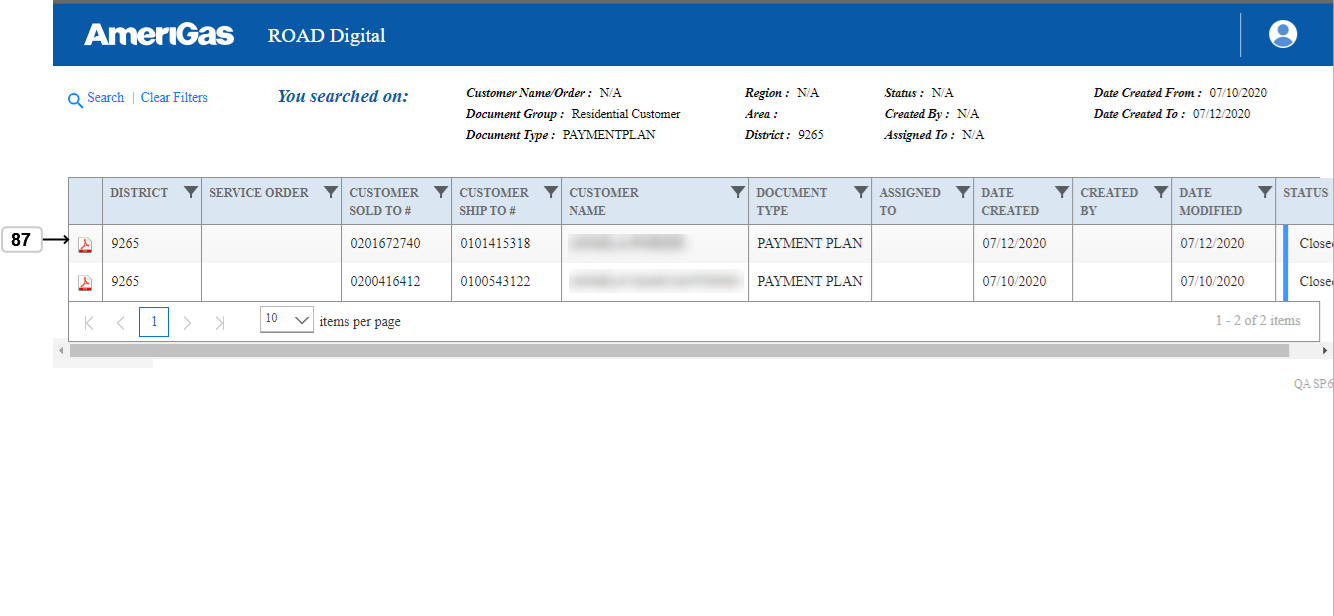 AmeriGas ROAD Digital
Search | Clear Filters
You searched on:
Customer Name/Order : N/A
Document Group : Residential Customer
Document Type : PAYMENTPLAN
Region : N/A
Area :
District : 9265
Status : N/A
Created By : N/A
Assigned To : N/A
Date Created From : 07/10/2020
Date Created To : 07/12/2020
DISTRICT SERVICE ORDER CUSTOMER SOLD TO # CUSTOMER SHIP TO # CUSTOMER NAME DOCUMENT TYPE ASSIGNED TO DATE CREATED CREATED BY DATE MODIFIED STATUS
87
9265 0201672740 0101415318 PAYMENT PLAN 07/12/2020 07/12/2020 Close
9265 0200416412 0100543122 PAYMENT PLAN 07/10/2020 07/10/2020 Close
1 10 items per page 1 - 2 of 2 items
QA SP.6